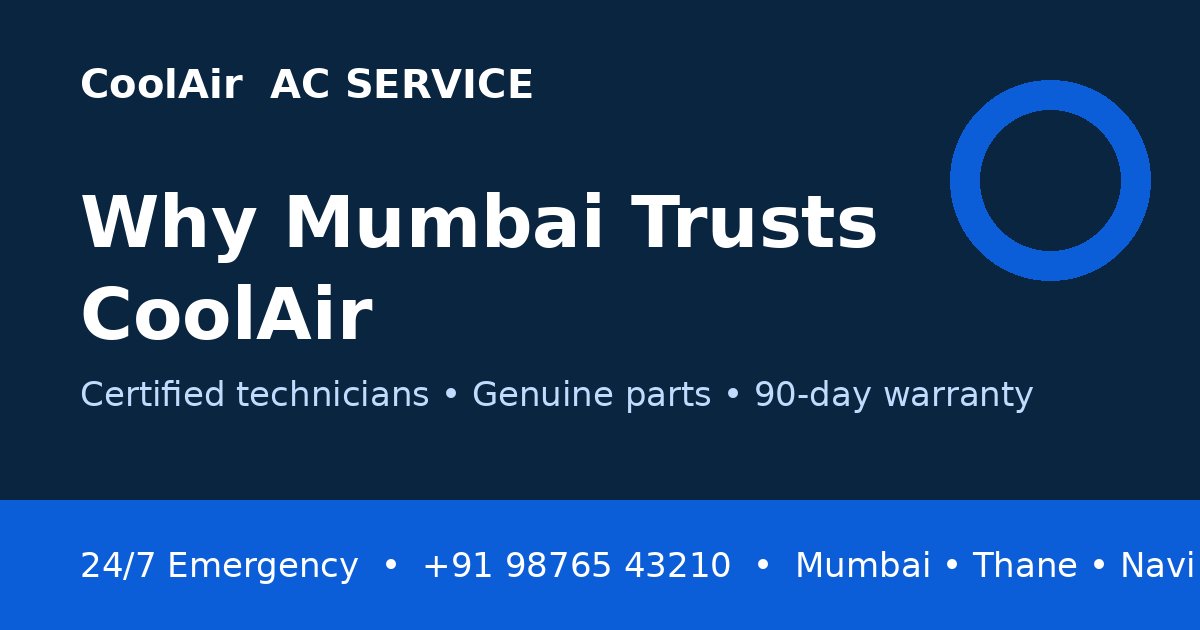 CoolAir AC SERVICE
Why Mumbai Trusts
CoolAir
Certified technicians • Genuine parts • 90-day warranty
24/7 Emergency • +91 98765 43210 • Mumbai • Thane • Navi